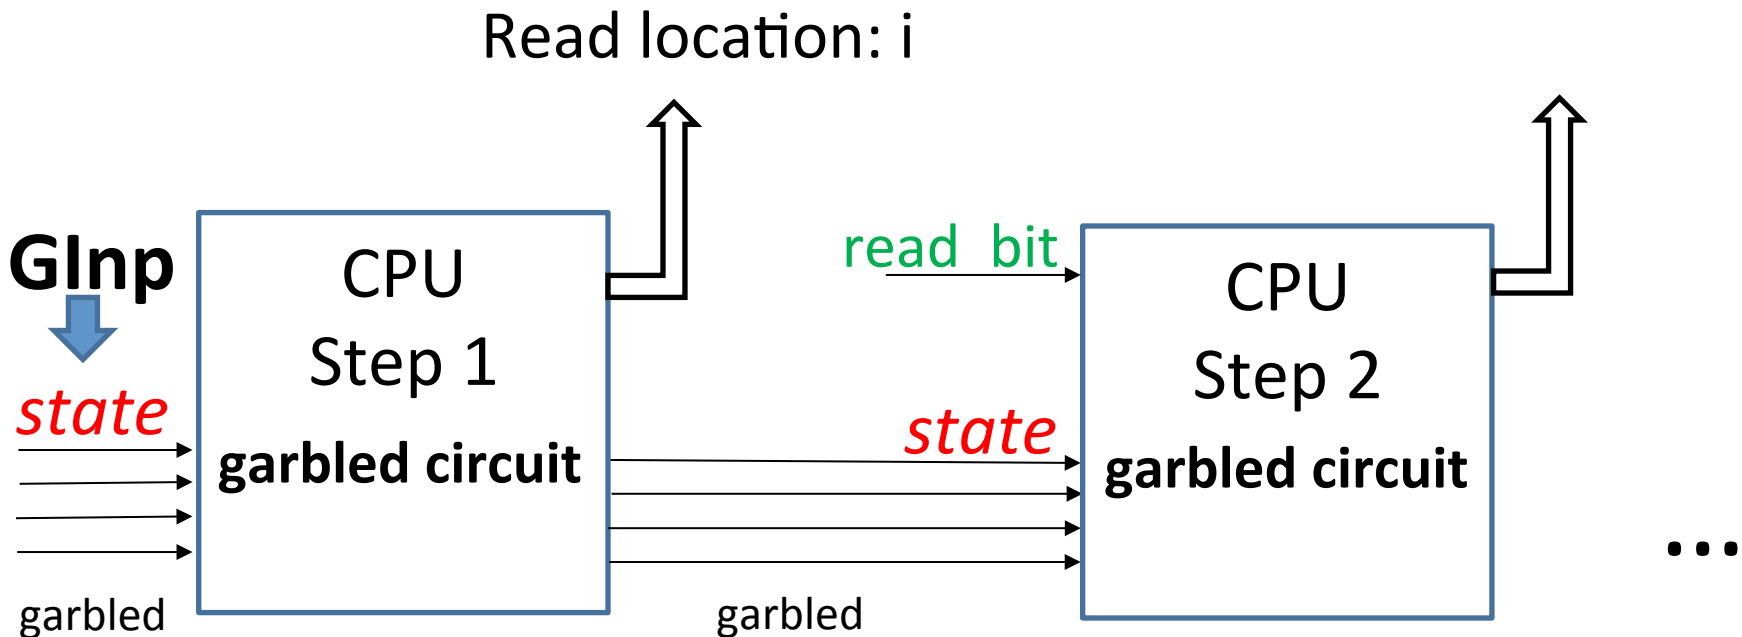 Read location: i
GInp
state
garbled
CPU
Step 1
garbled circuit
read bit
state
garbled
CPU
Step 2
garbled circuit
...